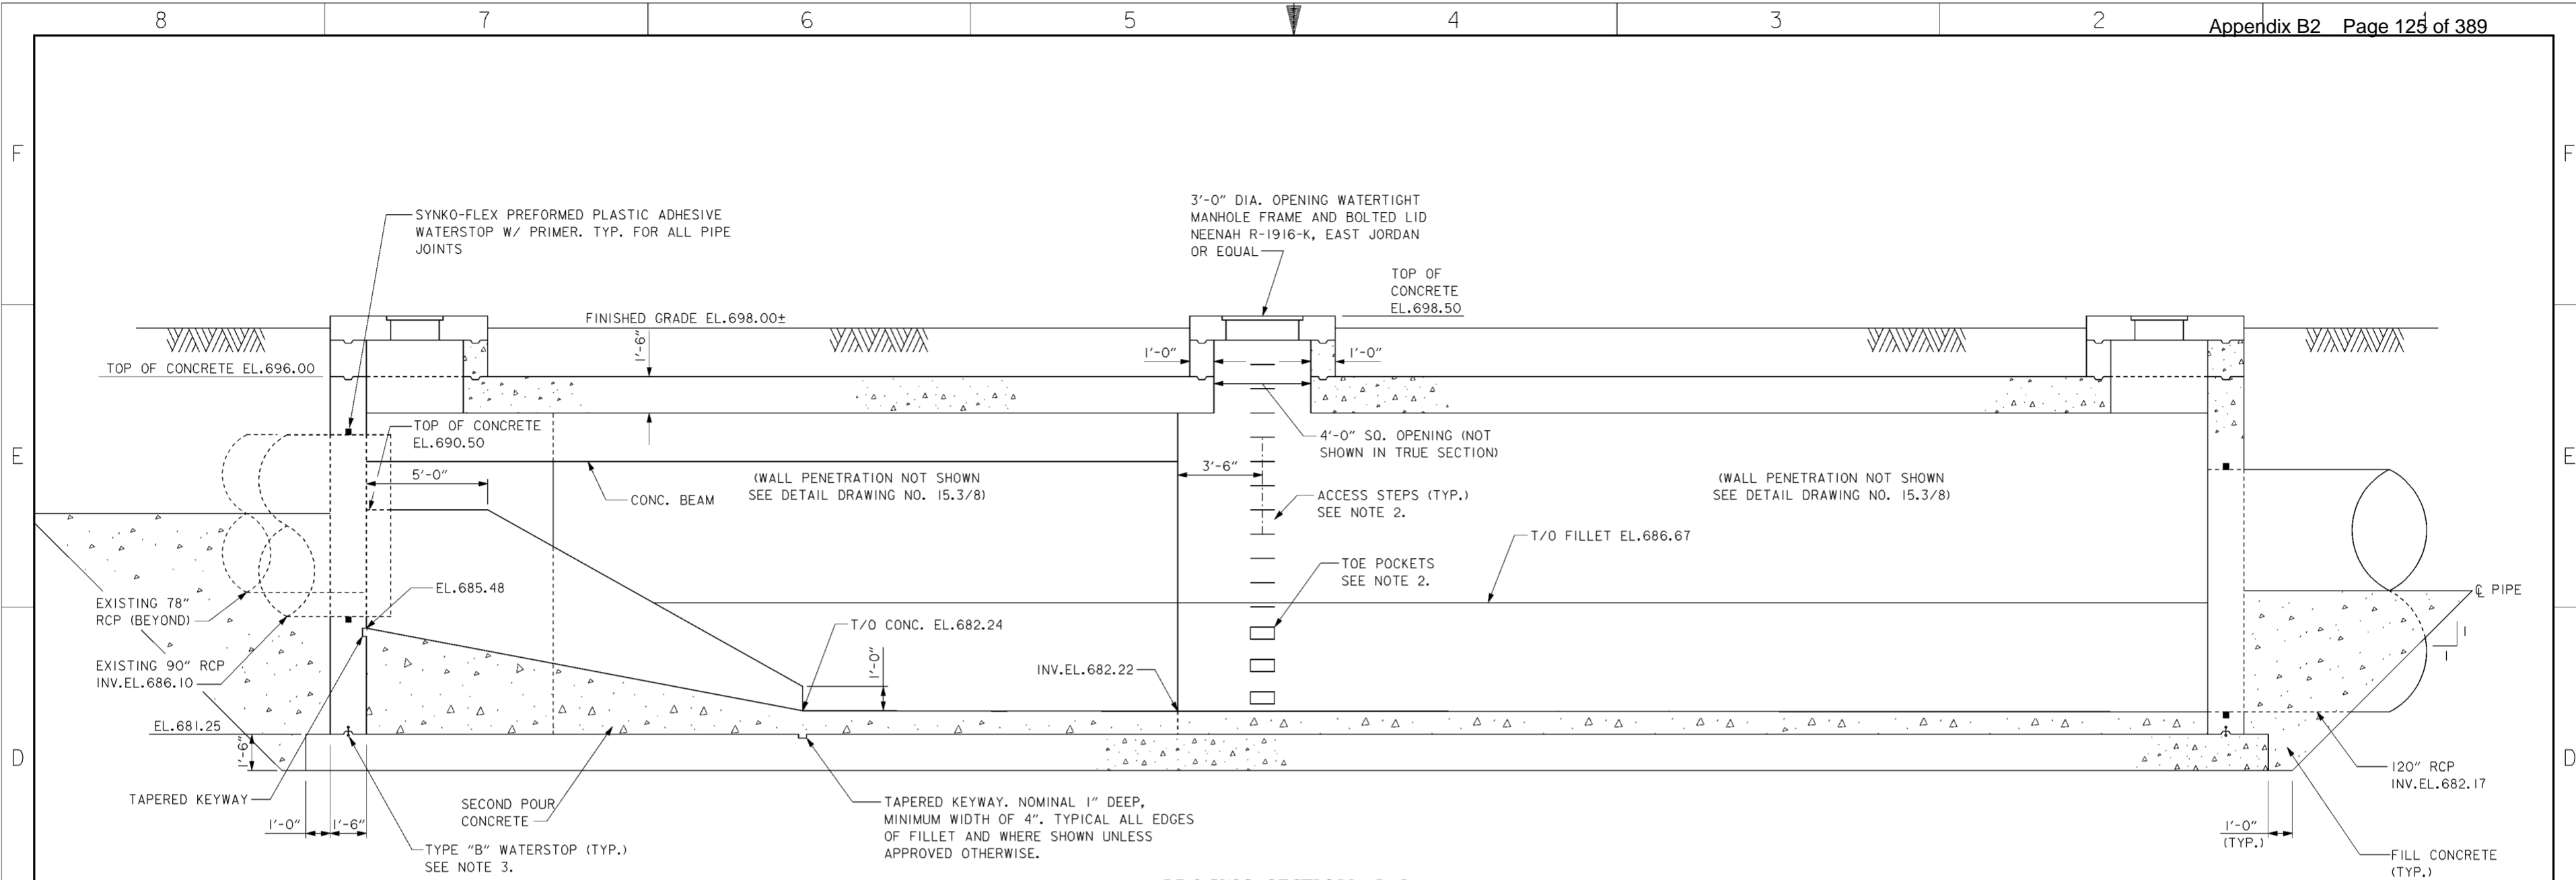 8 7 6 5 4 3 2 1
Appendix B2 Page 125 of 389
F F
3'-0" DIA. OPENING WATERTIGHT
MANHOLE FRAME AND BOLTED LID
NEENAH R-1916-K, EAST JORDAN
OR EQUAL
SYNKO-FLEX PREFORMED PLASTIC ADHESIVE
WATERSTOP W/ PRIMER. TYP. FOR ALL PIPE
JOINTS
TOP OF
CONCRETE
EL.698.50
FINISHED GRADE EL.698.00±
1'-6"
1'-0"
1'-0"
TOP OF CONCRETE EL.696.00
TOP OF CONCRETE
EL.690.50
4'-0" SQ. OPENING (NOT
SHOWN IN TRUE SECTION)
E E
5'-0"
3'-6"
(WALL PENETRATION NOT SHOWN
SEE DETAIL DRAWING NO. 15.3/8)
(WALL PENETRATION NOT SHOWN
SEE DETAIL DRAWING NO. 15.3/8)
CONC. BEAM
ACCESS STEPS (TYP.)
SEE NOTE 2.
T/O FILLET EL.686.67
TOE POCKETS
SEE NOTE 2.
EL.685.48
℄ PIPE
EXISTING 78"
RCP (BEYOND)
T/O CONC. EL.682.24
1
1
EXISTING 90" RCP
INV.EL.686.10
1'-0"
INV.EL.682.22
EL.681.25
1'-6"
D D
120" RCP
INV.EL.682.17
TAPERED KEYWAY
SECOND POUR
CONCRETE
TAPERED KEYWAY. NOMINAL 1" DEEP,
MINIMUM WIDTH OF 4". TYPICAL ALL EDGES
OF FILLET AND WHERE SHOWN UNLESS
APPROVED OTHERWISE.
1'-0" 1'-6"
1'-0"
(TYP.)
TYPE "B" WATERSTOP (TYP.)
SEE NOTE 3.
FILL CONCRETE
(TYP.)